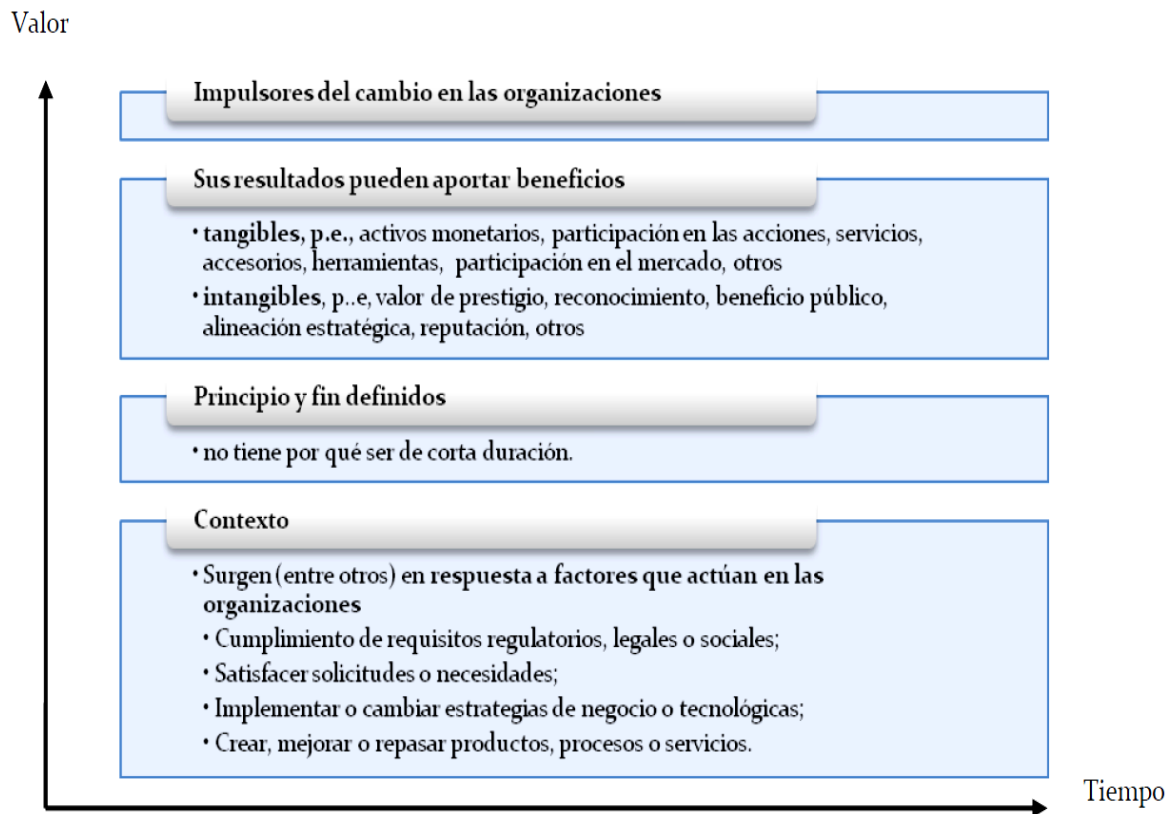 Valor
Impulsores del cambio en las organizaciones
Sus resultados pueden aportar beneficios
• tangibles, p.e., activos monetarios, participación en las acciones, servicios,
accesorios, herramientas, participación en el mercado, otros
• intangibles, p..e, valor de prestigio, reconocimiento, beneficio público,
alineación estratégica, reputación, otros
Principio y fin definidos
• no tiene por qué ser de corta duración.
Contexto
• Surgen (entre otros) en respuesta a factores que actúan en las
organizaciones
• Cumplimiento de requisitos regulatorios, legales o sociales;
• Satisfacer solicitudes o necesidades;
• Implementar o cambiar estrategias de negocio o tecnológicas;
• Crear, mejorar o repasar productos, procesos o servicios.
Tiempo